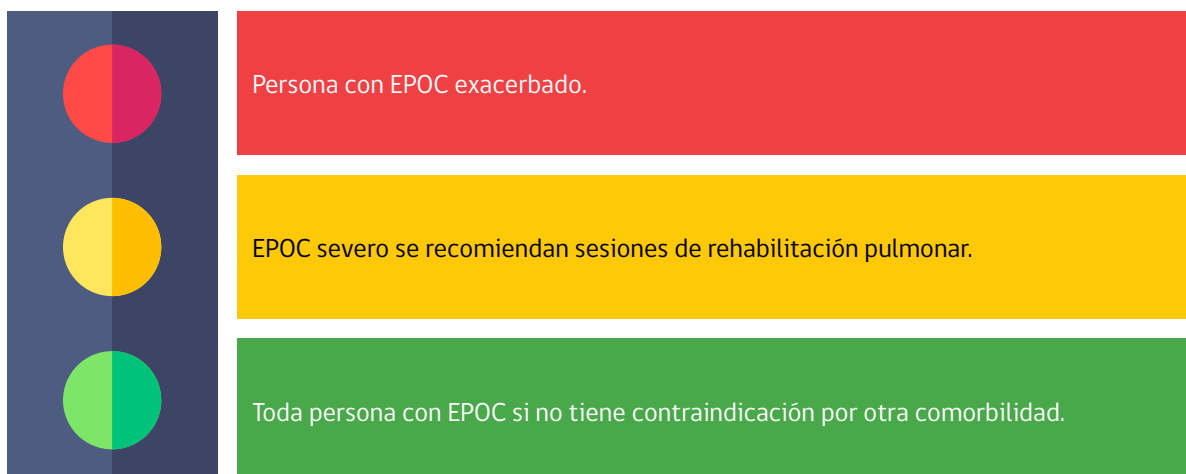 Persona con EPOC exacerbado.
EPOC severo se recomiendan sesiones de rehabilitación pulmonar.
Toda persona con EPOC si no tiene contraindicación por otra comorbilidad.